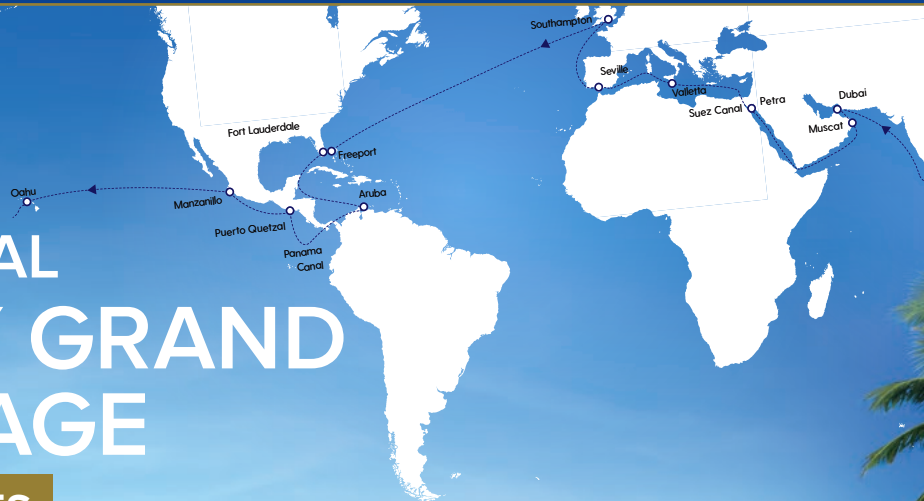 Southampton
Seville
Valletta
Suez Canal
Petra
Dubai
Muscat
Fort Lauderdale
Freeport
Oahu
Manzanillo
Aruba
Puerto Quetzal
Panama
Canal
AL
GRAND
AGE